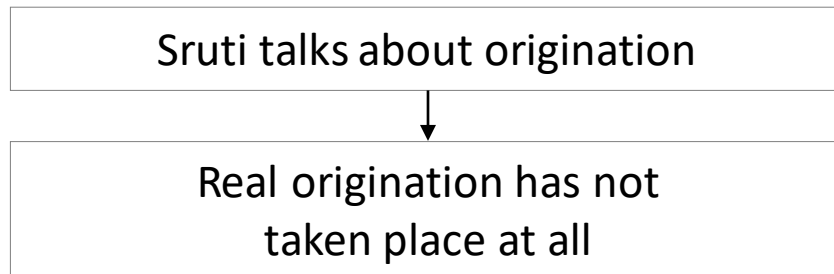 Sruti talks about origination
Real origination has not
taken place at all